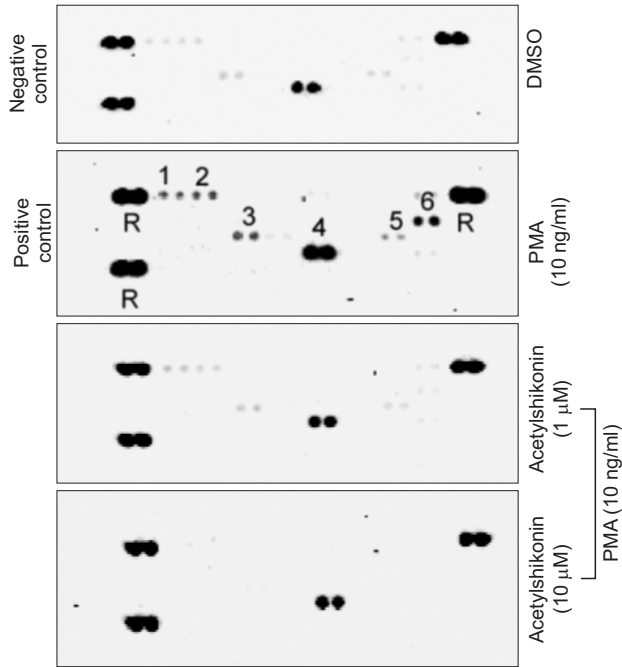 Negative
control
DMSO
Positive
control
1
2
3
4
5
6
R
R
R
PMA
(10 ng/ml)
Acetylshikonin
(1 µM)
Acetylshikonin
(10 µM)
PMA (10 ng/ml)